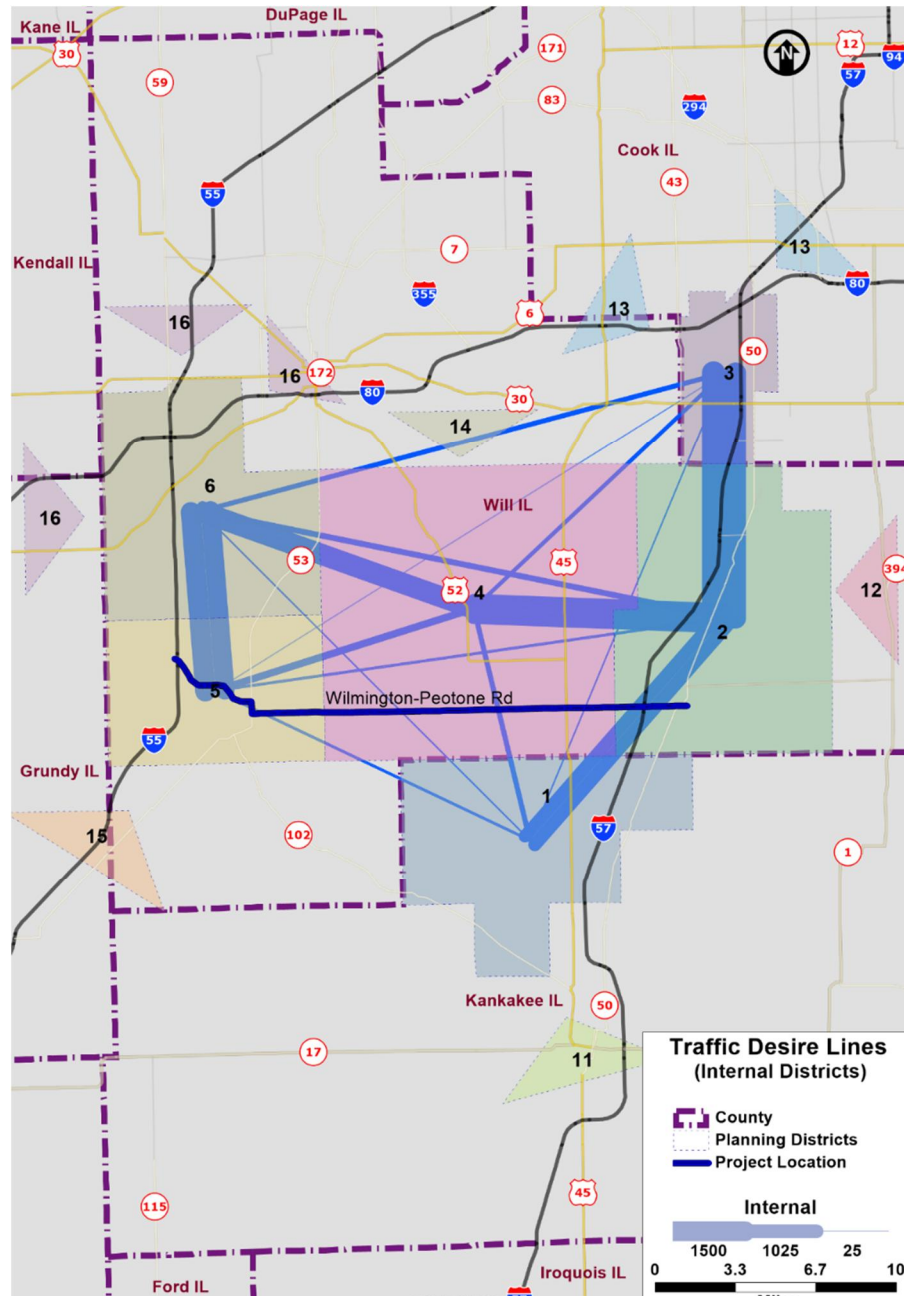 Kane IL
DuPage IL
30
59
171
12
94
57
83
294
Cook IL
43
55
Kendall IL
7
13
355
80
6
13
16
50
172
3
16
80
30
14
6
Will IL
16
53
45
394
52
4
12
2
5
Wilmington-Peotone Rd
55
Grundy IL
1
15
102
57
1
Kankakee IL
50
17
11
45
115
Ford IL
Iroquois IL
Traffic Desire Lines
(Internal Districts)
County
Planning Districts
Project Location
Internal
1500 1025 25
0 3.3 6.7 10